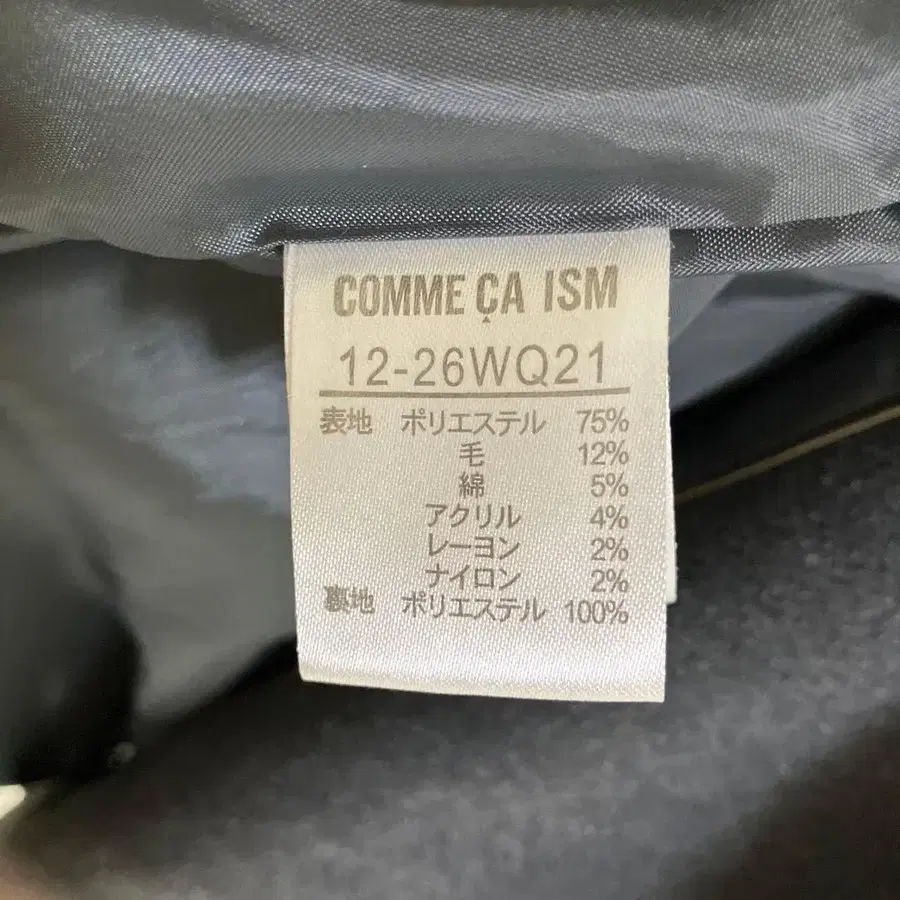 COMME ÇA ISM
12-26WQ21
表地 ポリエステル 75%
毛 12%
綿 5%
アクリル 4%
レーヨン 2%
ナイロン 2%
裏地 ポリエステル 100%